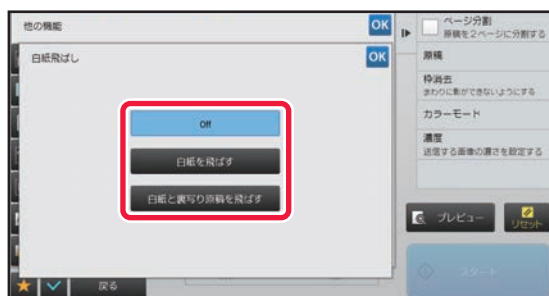 他の機能
OK
白紙飛ばし
OK
Off
白紙を飛ばす
白紙と裏写り原稿を飛ばす
戻る
ページ分割
原稿を2ページに分割する
原稿
枠消去
まわりに影ができないようにする
カラーモード
濃度
送信する画像の濃さを設定する
プレビュー
リセット
スタート